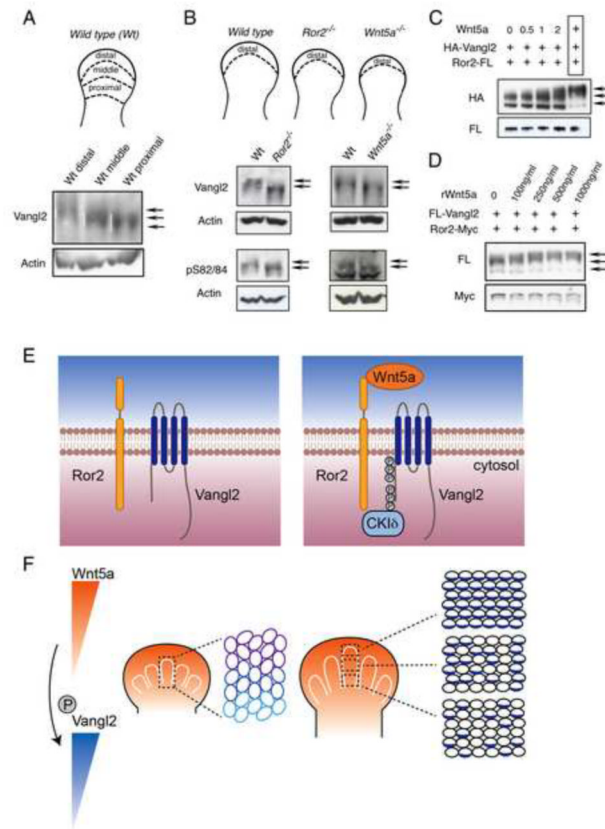 A
Wild type (Wt)
distal
middle
proximal
Wt distal
Wt middle
Wt proximal
Vangl2
Actin
B
Wild type Ror2-/- Wnt5a-/-
distal distal distal
Wt Ror2-/- Wt Wnt5a-/-
Vangl2
Actin
pS82/84
Actin
C
Wnt5a 0 0.5 1 2 +
HA-Vangl2 + + + + +
Ror2-FL + + + + +
HA
FL
D
rWnt5a 0 100ng/ml 250ng/ml 500ng/ml 1000ng/ml
FL-Vangl2 + + + + +
Ror2-Myc + + + + +
FL
Myc
E
Ror2
Vangl2
Wnt5a
cytosol
Ror2
CKIδ
Vangl2
F
Wnt5a
P
Vangl2